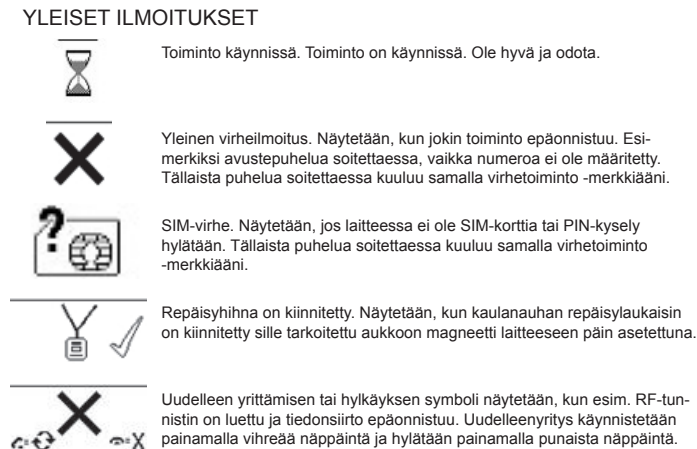 YLEISET ILMOITUKSET
Toiminto käynnissä. Toiminto on käynnissä. Ole hyvä ja odota.
Yleinen virheilmoitus. Näytetään, kun jokin toiminto epäonnistuu. Esi-
merkiksi avustepuhelua soitettaessa, vaikka numeroa ei ole määritetty.
Tällaista puhelua soitettaessa kuuluu samalla virhetoiminto -merkkiääni.
?
SIM-virhe. Näytetään, jos laitteessa ei ole SIM-korttia tai PIN-kysely
hylätään. Tällaista puhelua soitettaessa kuuluu samalla virhetoiminto
-merkkiääni.
Repäisyhihna on kiinnitetty. Näytetään, kun kaulanauhan repäisylaukaisin
on kiinnitetty sille tarkoitettu aukkoon magneetti laitteeseen päin asetettuna.
Uudelleen yrittämisen tai hylkäyksen symboli näytetään, kun esim. RF-tun-
nistin on luettu ja tiedonsiirto epäonnistuu. Uudelleenyritys käynnistetään
painamalla vihreää näppäintä ja hylätään painamalla punaista näppäintä.